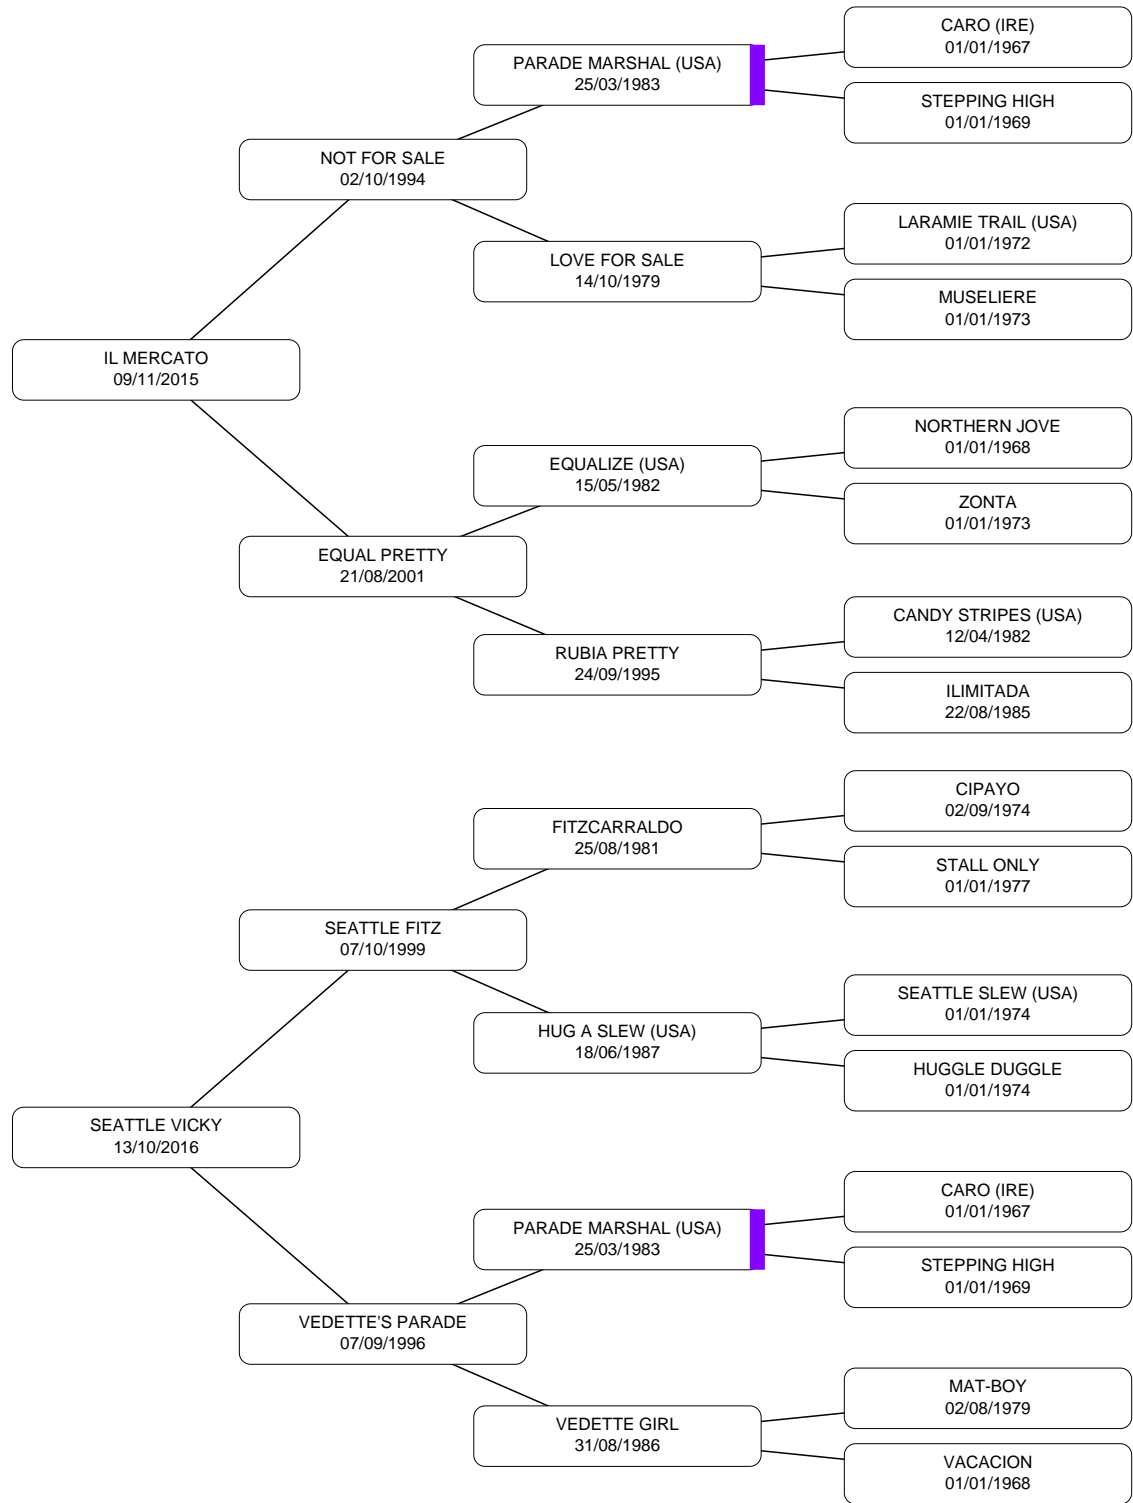 CARO (IRE)
01/01/1967
PARADE MARSHAL (USA)
25/03/1983
STEPPING HIGH
01/01/1969
NOT FOR SALE
02/10/1994
LARAMIE TRAIL (USA)
01/01/1972
LOVE FOR SALE
14/10/1979
MUSELIERE
01/01/1973
IL MERCATO
09/11/2015
NORTHERN JOVE
01/01/1968
EQUALIZE (USA)
15/05/1982
ZONTA
01/01/1973
EQUAL PRETTY
21/08/2001
CANDY STRIPES (USA)
12/04/1982
RUBIA PRETTY
24/09/1995
ILIMITADA
22/08/1985
CIPAYO
02/09/1974
FITZCARRALDO
25/08/1981
STALL ONLY
01/01/1977
SEATTLE FITZ
07/10/1999
SEATTLE SLEW (USA)
01/01/1974
HUG A SLEW (USA)
18/06/1987
HUGGLE DUGGLE
01/01/1974
SEATTLE VICKY
13/10/2016
CARO (IRE)
01/01/1967
PARADE MARSHAL (USA)
25/03/1983
STEPPING HIGH
01/01/1969
VEDETTE'S PARADE
07/09/1996
MAT-BOY
02/08/1979
VEDETTE GIRL
31/08/1986
VACACION
01/01/1968